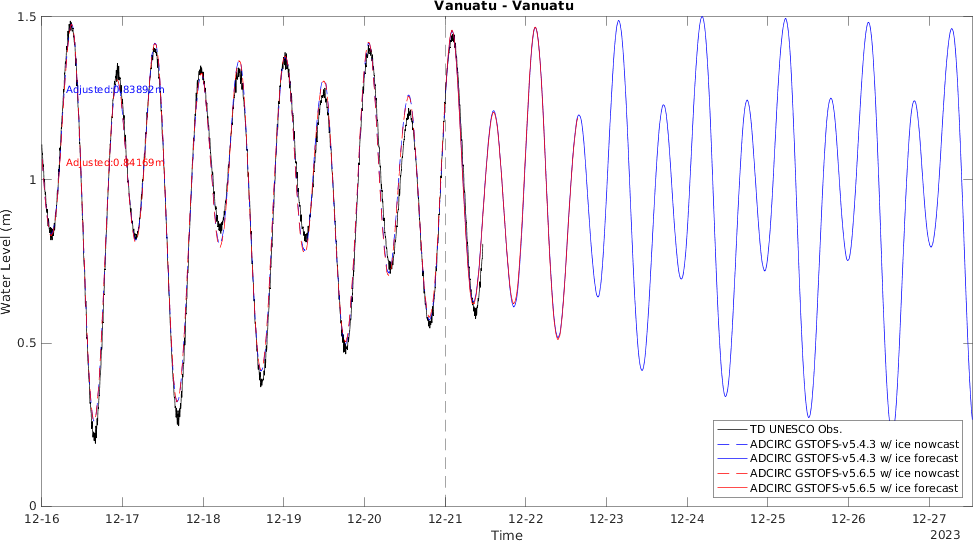 Vanuatu - Vanuatu
1.5
1
0.5
0
Water Level (m)
Adjusted:0.83892m
Adjusted:0.84169m
TD UNESCO Obs.
ADCIRC GSTOFS-v5.4.3 w/ ice nowcast
ADCIRC GSTOFS-v5.4.3 w/ ice forecast
ADCIRC GSTOFS-v5.6.5 w/ ice nowcast
ADCIRC GSTOFS-v5.6.5 w/ ice forecast
12-16 12-17 12-18 12-19 12-20 12-21 12-22 12-23 12-24 12-25 12-26 12-27
Time
2023